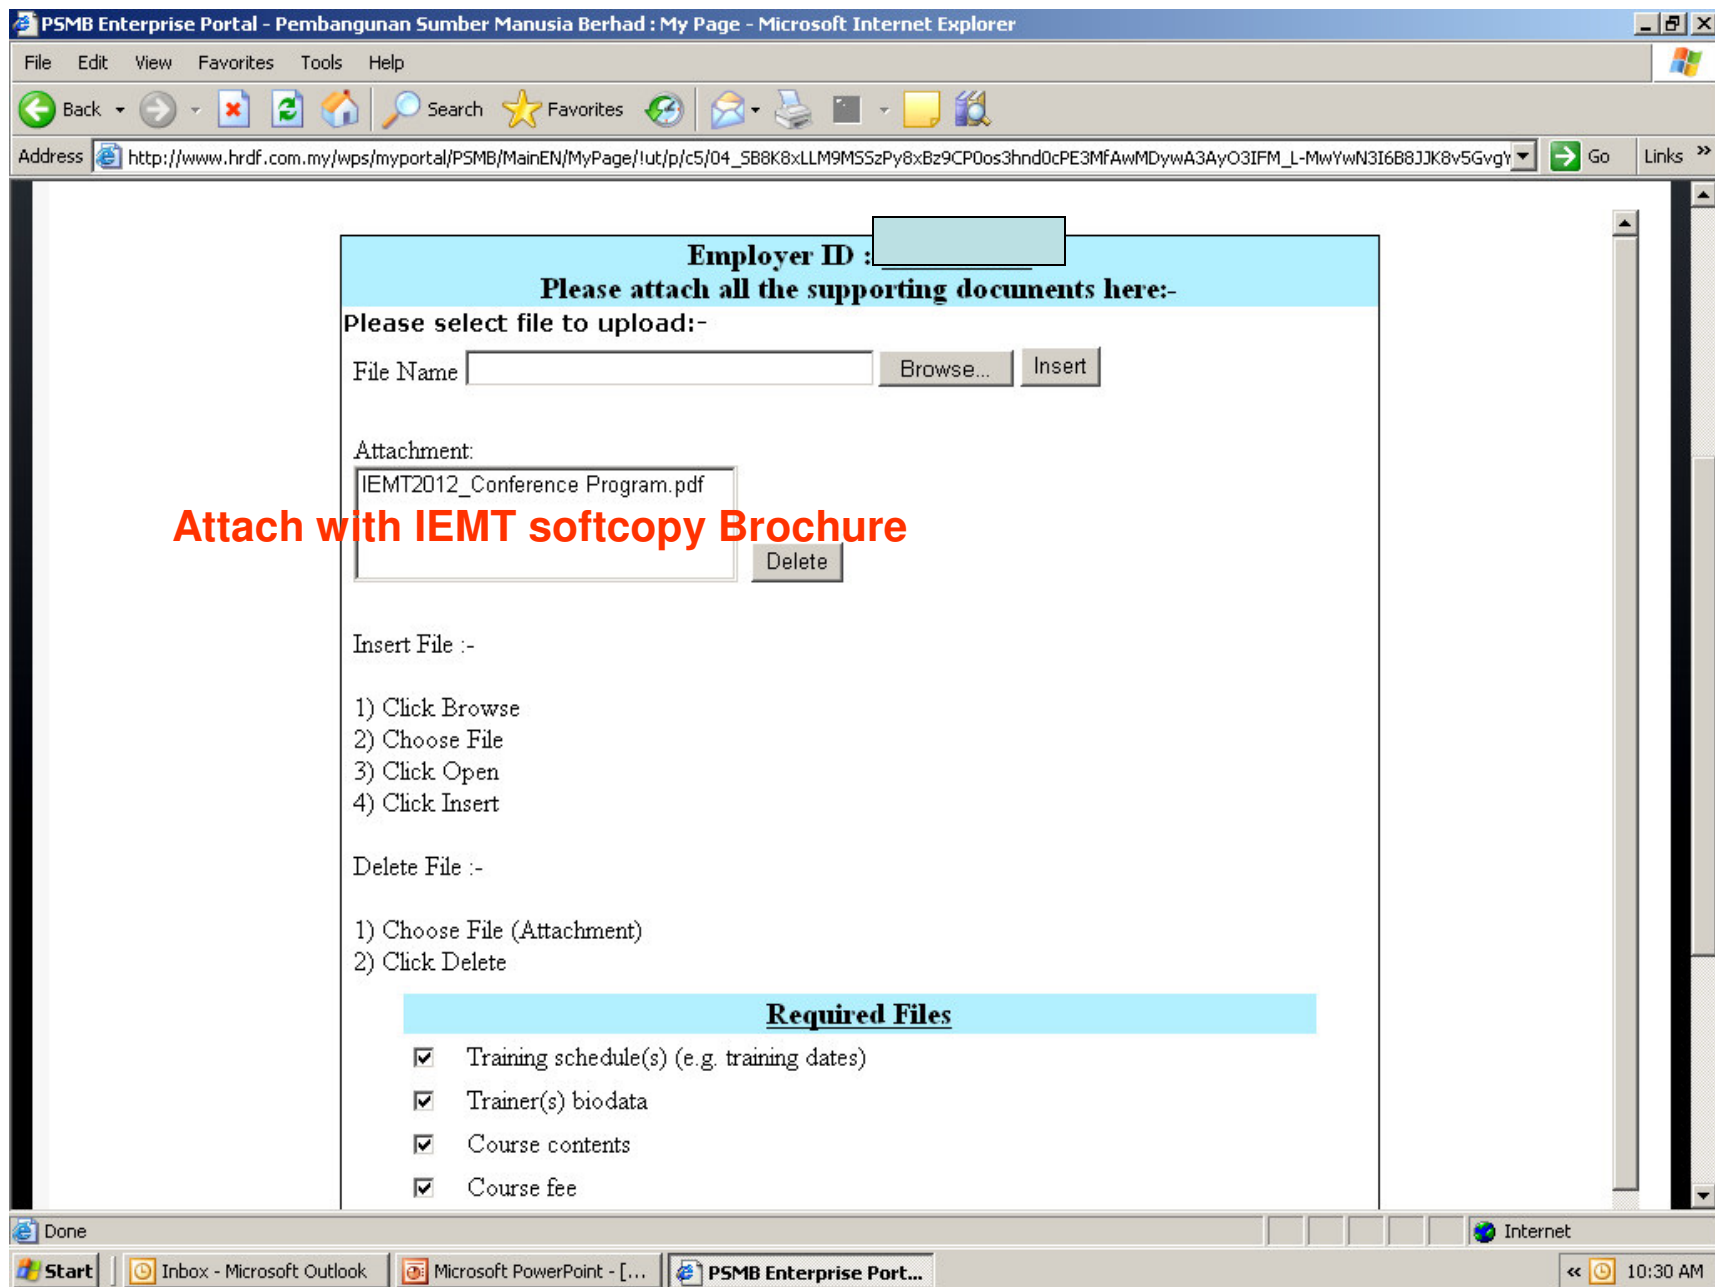 PSMB Enterprise Portal - Pembangunan Sumber Manusia Berhad : My Page - Microsoft Internet Explorer
File Edit View Favorites Tools Help
Back Search Favorites
Address http://www.hrdf.com.my/wps/myportal/PSMB/MainEN/MyPage/!ut/p/c5/04_SB8K8xLLM9MSSzPy8xBz9CP0os3hnd0cPE3MfAwMDywA3AyO3IFM_L-MwYwN3I6B8JJK8v5GvgY Go Links »
Employer ID :
Please attach all the supporting documents here:-
Please select file to upload:-
File Name Browse... Insert
Attachment:
IEMT2012_Conference Program.pdf
Attach with IEMT softcopy Brochure
Delete
Insert File :-
1) Click Browse
2) Choose File
3) Click Open
4) Click Insert
Delete File :-
1) Choose File (Attachment)
2) Click Delete
Required Files
Training schedule(s) (e.g. training dates)
Trainer(s) biodata
Course contents
Course fee
Done Internet
Start Inbox - Microsoft Outlook Microsoft PowerPoint - [... PSMB Enterprise Port... « 10:30 AM